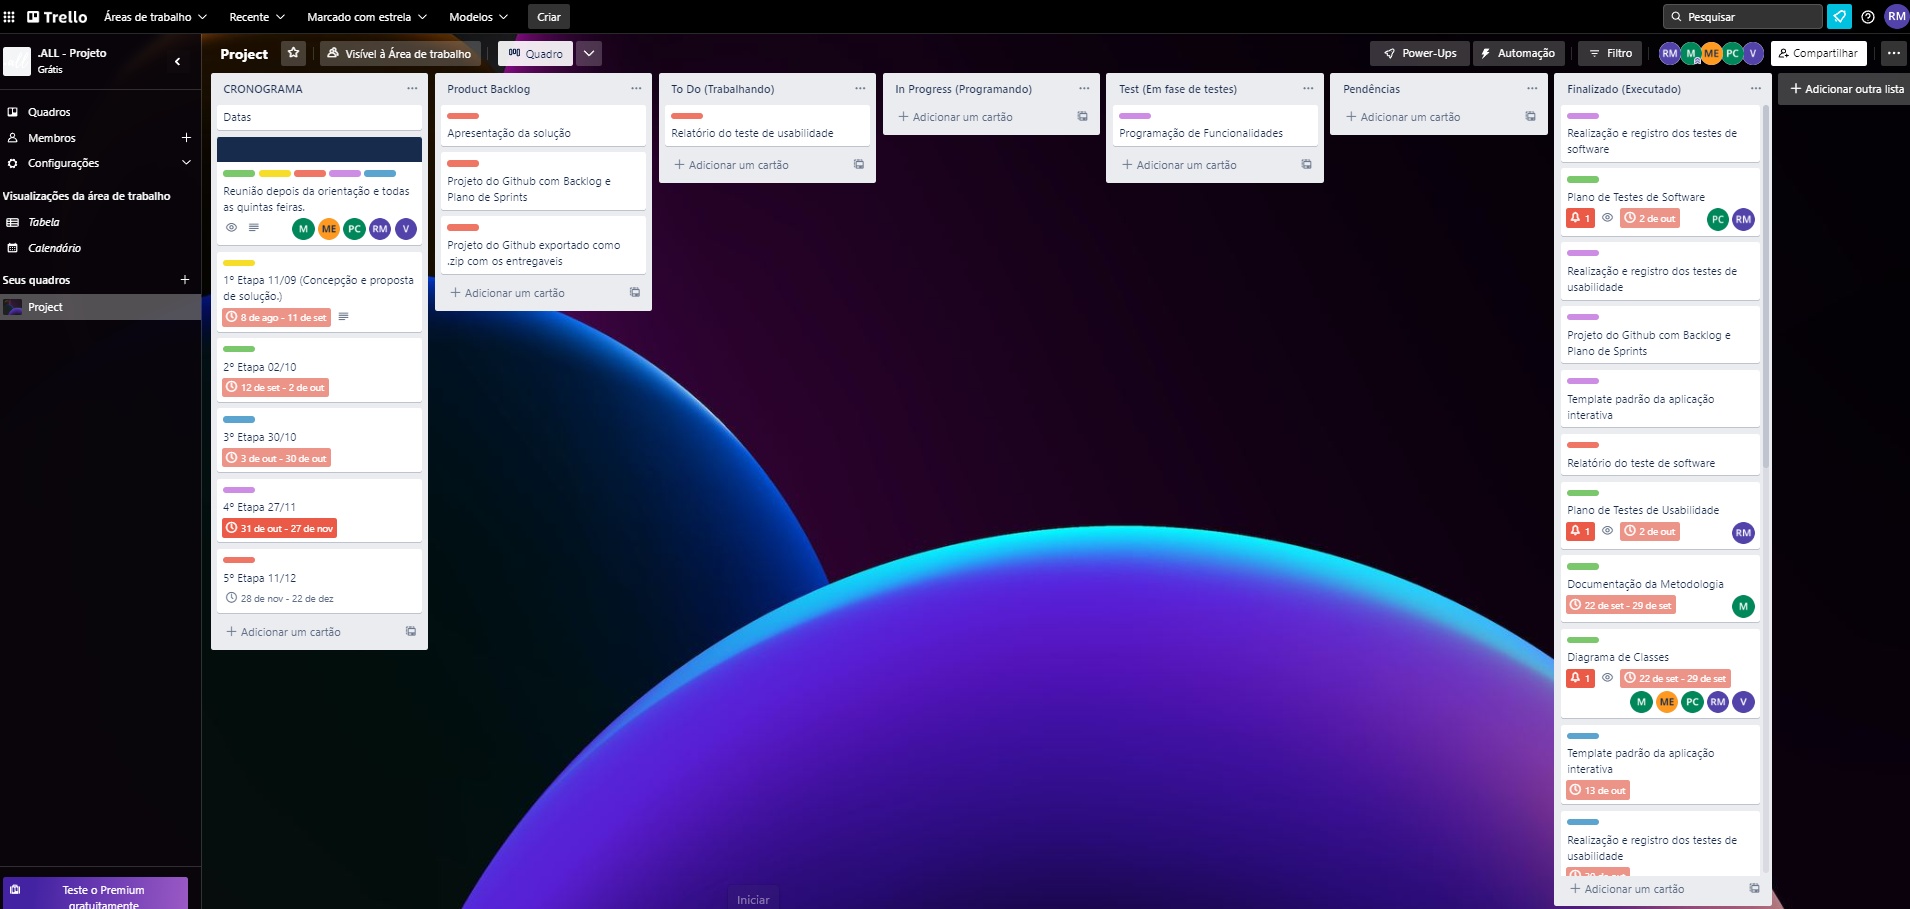 Trello
Áreas de trabalho
Recente
Marcado com estrela
Modelos
Criar
Pesquisar
RM
.ALL - Projeto
Grátis
Quadros
Membros
Configurações
Visualizações da área de trabalho
Tabela
Calendário
Seus quadros
Project
Teste o Premium
gratuitamente
Project
Visível à Área de trabalho
Quadro
Power-Ups
Automação
Filtro
RM M ME PC V
Compartilhar
CRONOGRAMA
Datas
Reunião depois da orientação e todas
as quintas feiras.
M ME PC RM V
1º Etapa 11/09 (Concepção e proposta
de solução.)
8 de ago - 11 de set
2º Etapa 02/10
12 de set - 2 de out
3º Etapa 30/10
3 de out - 30 de out
4º Etapa 27/11
31 de out - 27 de nov
5º Etapa 11/12
28 de nov - 22 de dez
Adicionar um cartão
Product Backlog
Apresentação da solução
Projeto do Github com Backlog e
Plano de Sprints
Projeto do Github exportado como
.zip com os entregaveis
Adicionar um cartão
To Do (Trabalhando)
Relatório do teste de usabilidade
Adicionar um cartão
In Progress (Programando)
Adicionar um cartão
Test (Em fase de testes)
Programação de Funcionalidades
Adicionar um cartão
Pendências
Adicionar um cartão
Finalizado (Executado)
Realização e registro dos testes de
software
Plano de Testes de Software
1 2 de out
PC RM
Realização e registro dos testes de
usabilidade
Projeto do Github com Backlog e
Plano de Sprints
Template padrão da aplicação
interativa
Relatório do teste de software
Plano de Testes de Usabilidade
1 2 de out
RM
Documentação da Metodologia
22 de set - 29 de set
M
Diagrama de Classes
1 22 de set - 29 de set
M ME PC RM V
Template padrão da aplicação
interativa
13 de out
Realização e registro dos testes de
usabilidade
Adicionar um cartão
Adicionar outra lista
Iniciar